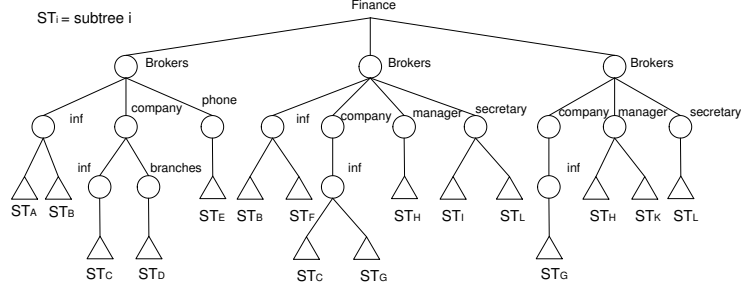 Finance
STi = subtree i
Brokers Brokers Brokers
inf company phone inf company manager secretary company manager secretary
inf branches inf inf
STA STB STE STB STF STH STI STL STH STK STL
STC STD STC STG STG